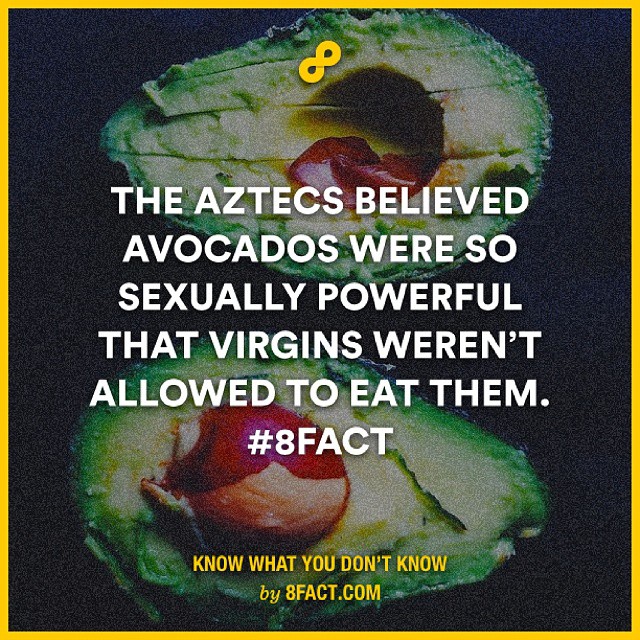 THE AZTECS BELIEVED
AVOCADOS WERE SO
SEXUALLY POWERFUL
THAT VIRGINS WEREN'T
ALLOWED TO EAT THEM.
#8FACT
KNOW WHAT YOU DON'T KNOW
by 8FACT.COM